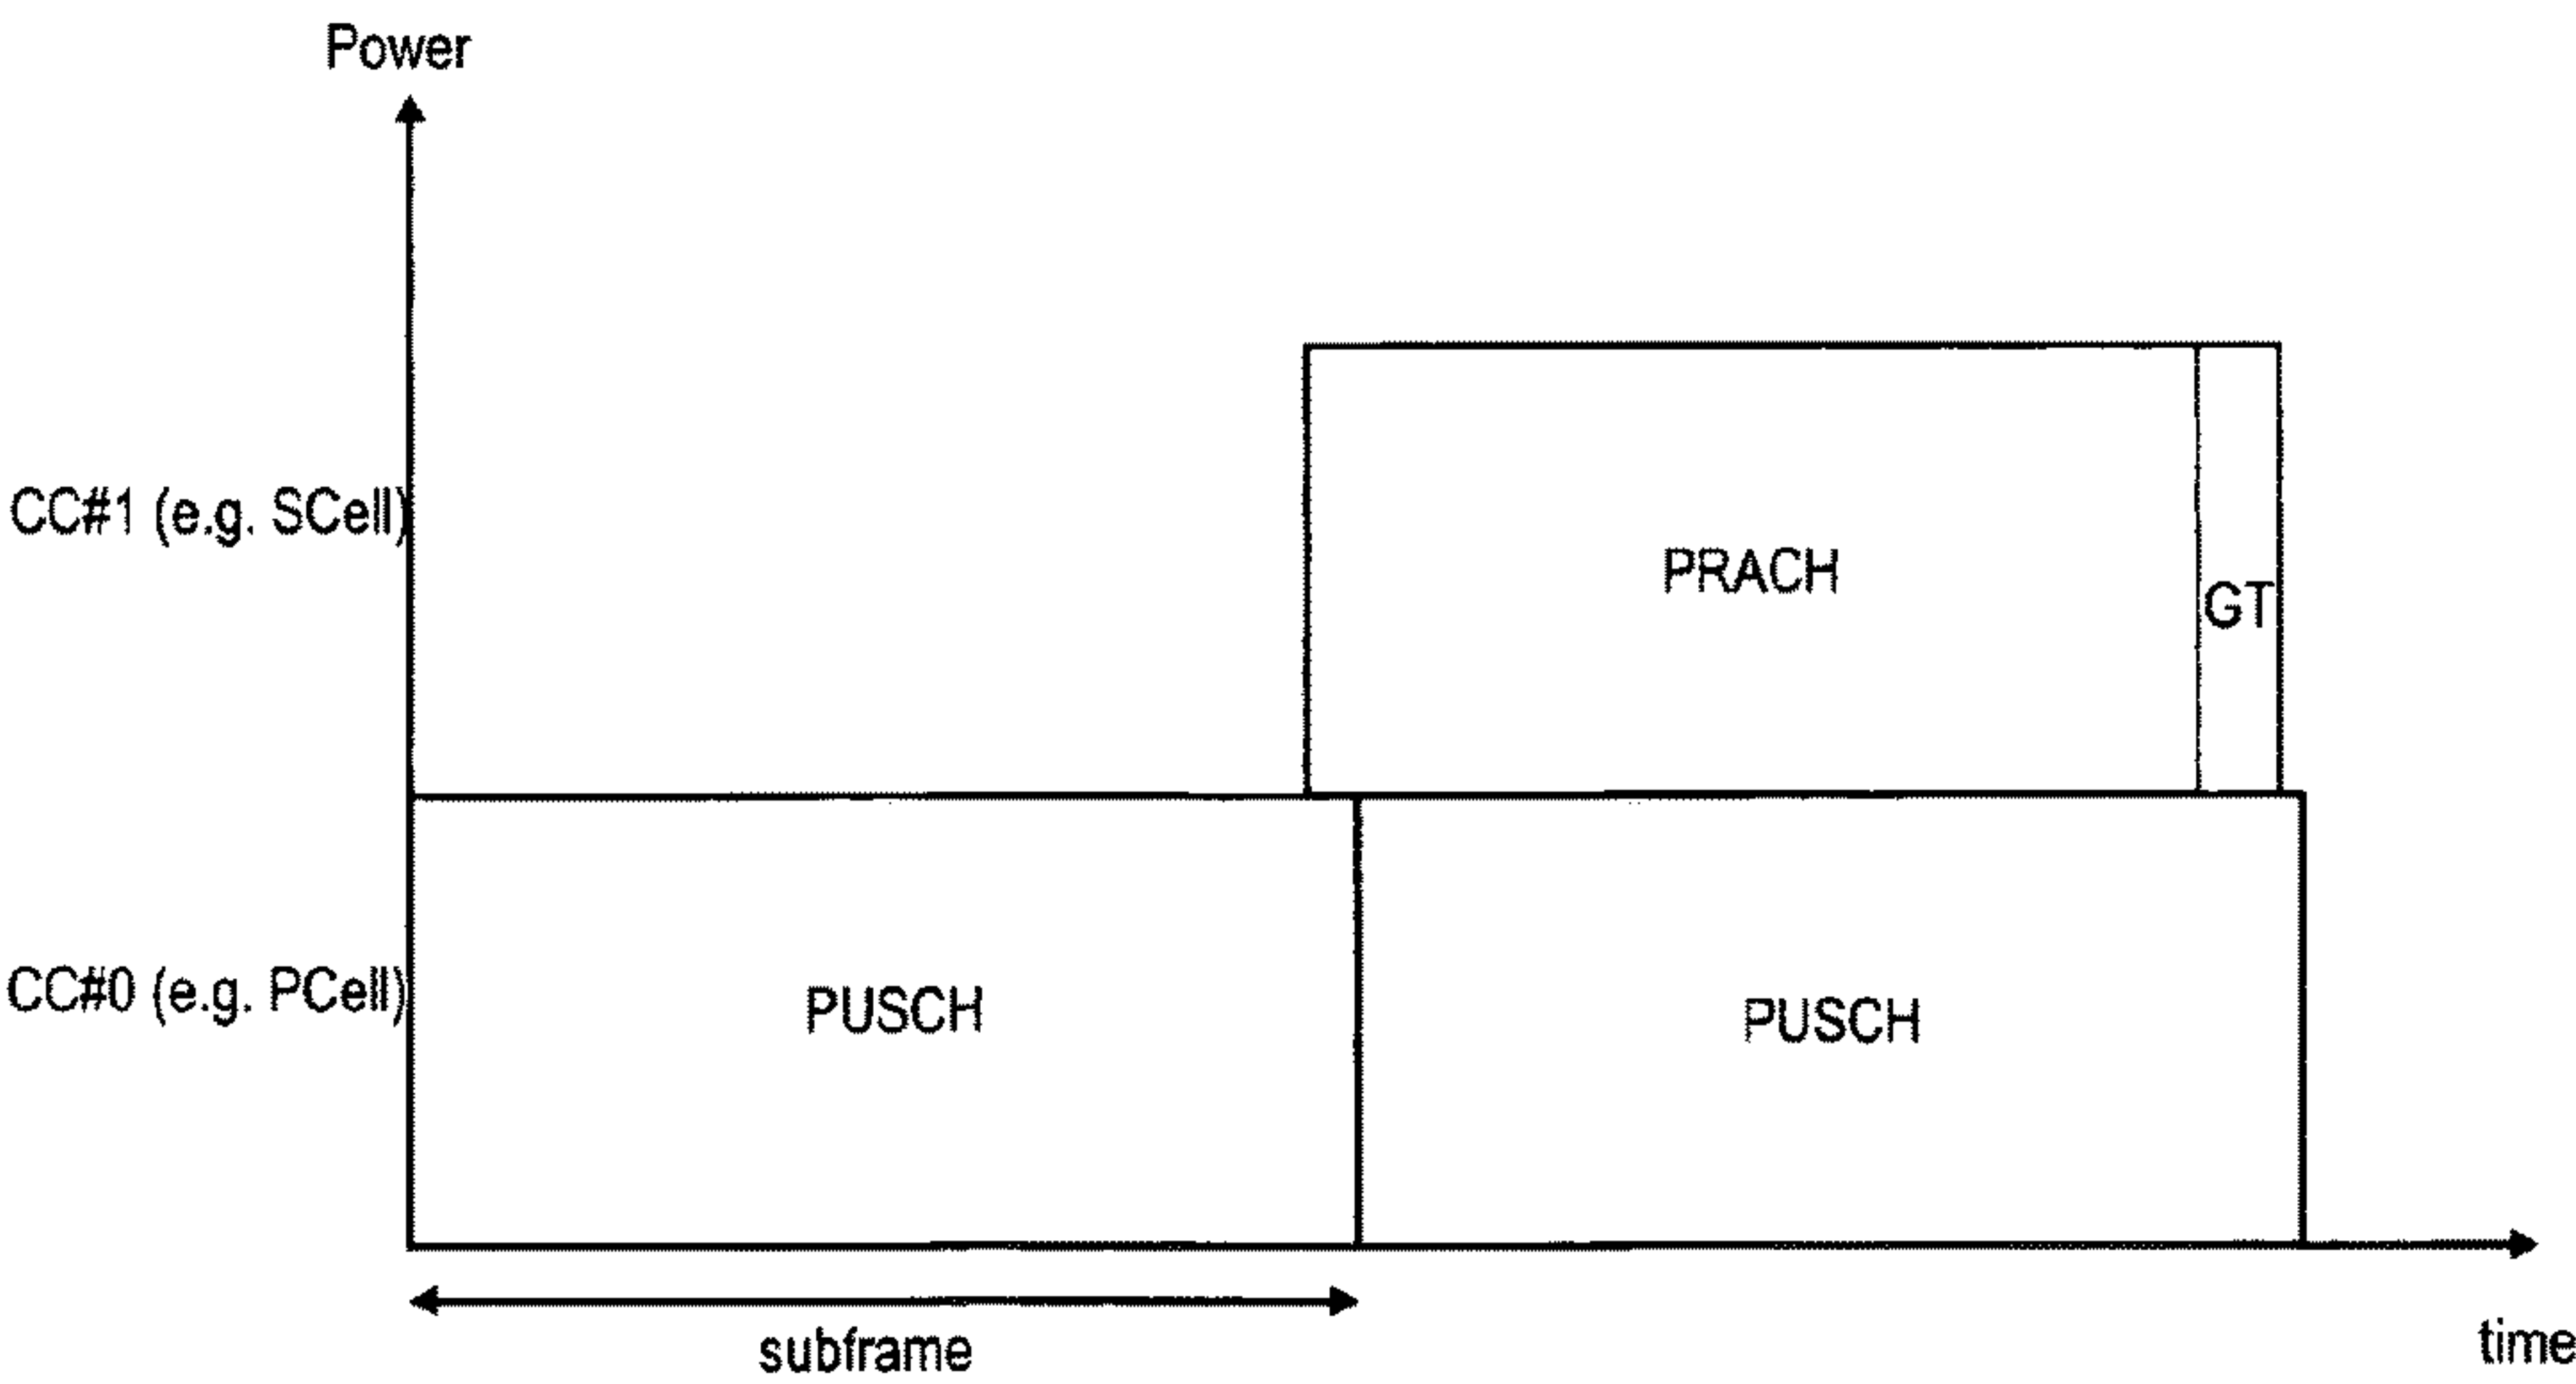 Power
CC#1 (e.g. SCell)
PRACH
GT
CC#0 (e.g. PCell)
PUSCH
PUSCH
subframe
time